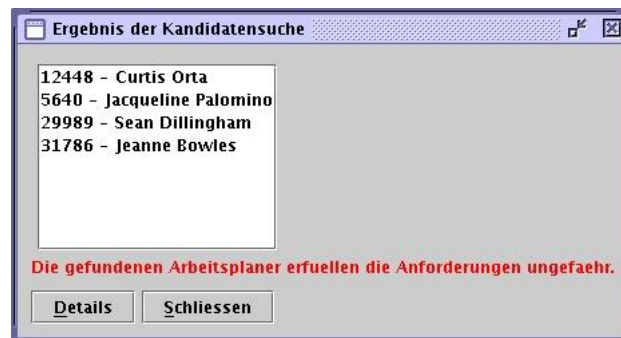 Ergebnis der Kandidatensuche
12448 - Curtis Orta
5640 - Jacqueline Palomino
29989 - Sean Dillingham
31786 - Jeanne Bowles
Die gefundenen Arbeitsplaner erfuellen die Anforderungen ungefaehr.
Details Schliessen